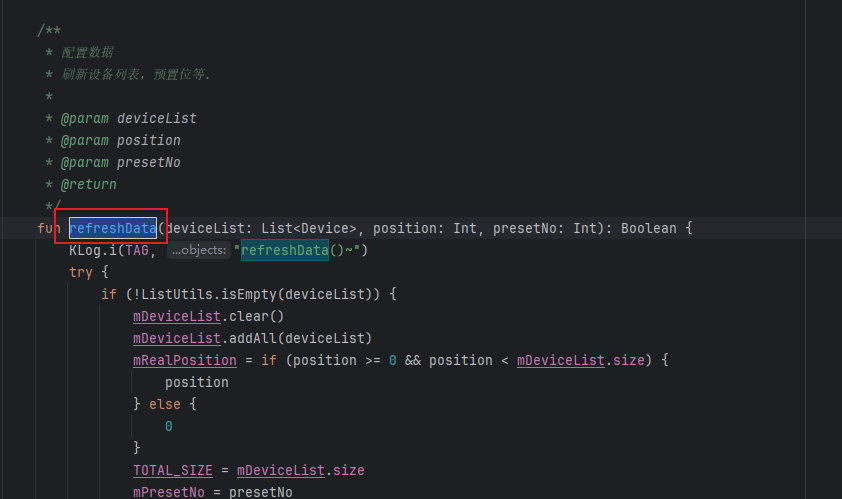 /**
* 配置数据
* 刷新设备列表，预置位等.
*
* @param deviceList
* @param position
* @param presetNo
* @return
*/
fun refreshData(deviceList: List<Device>, position: Int, presetNo: Int): Boolean {
KLog.i(TAG, ...objects: "refreshData()~")
try {
if (!ListUtils.isEmpty(deviceList)) {
mDeviceList.clear()
mDeviceList.addAll(deviceList)
mRealPosition = if (position >= 0 && position < mDeviceList.size) {
position
} else {
0
}
TOTAL_SIZE = mDeviceList.size
mPresetNo = presetNo